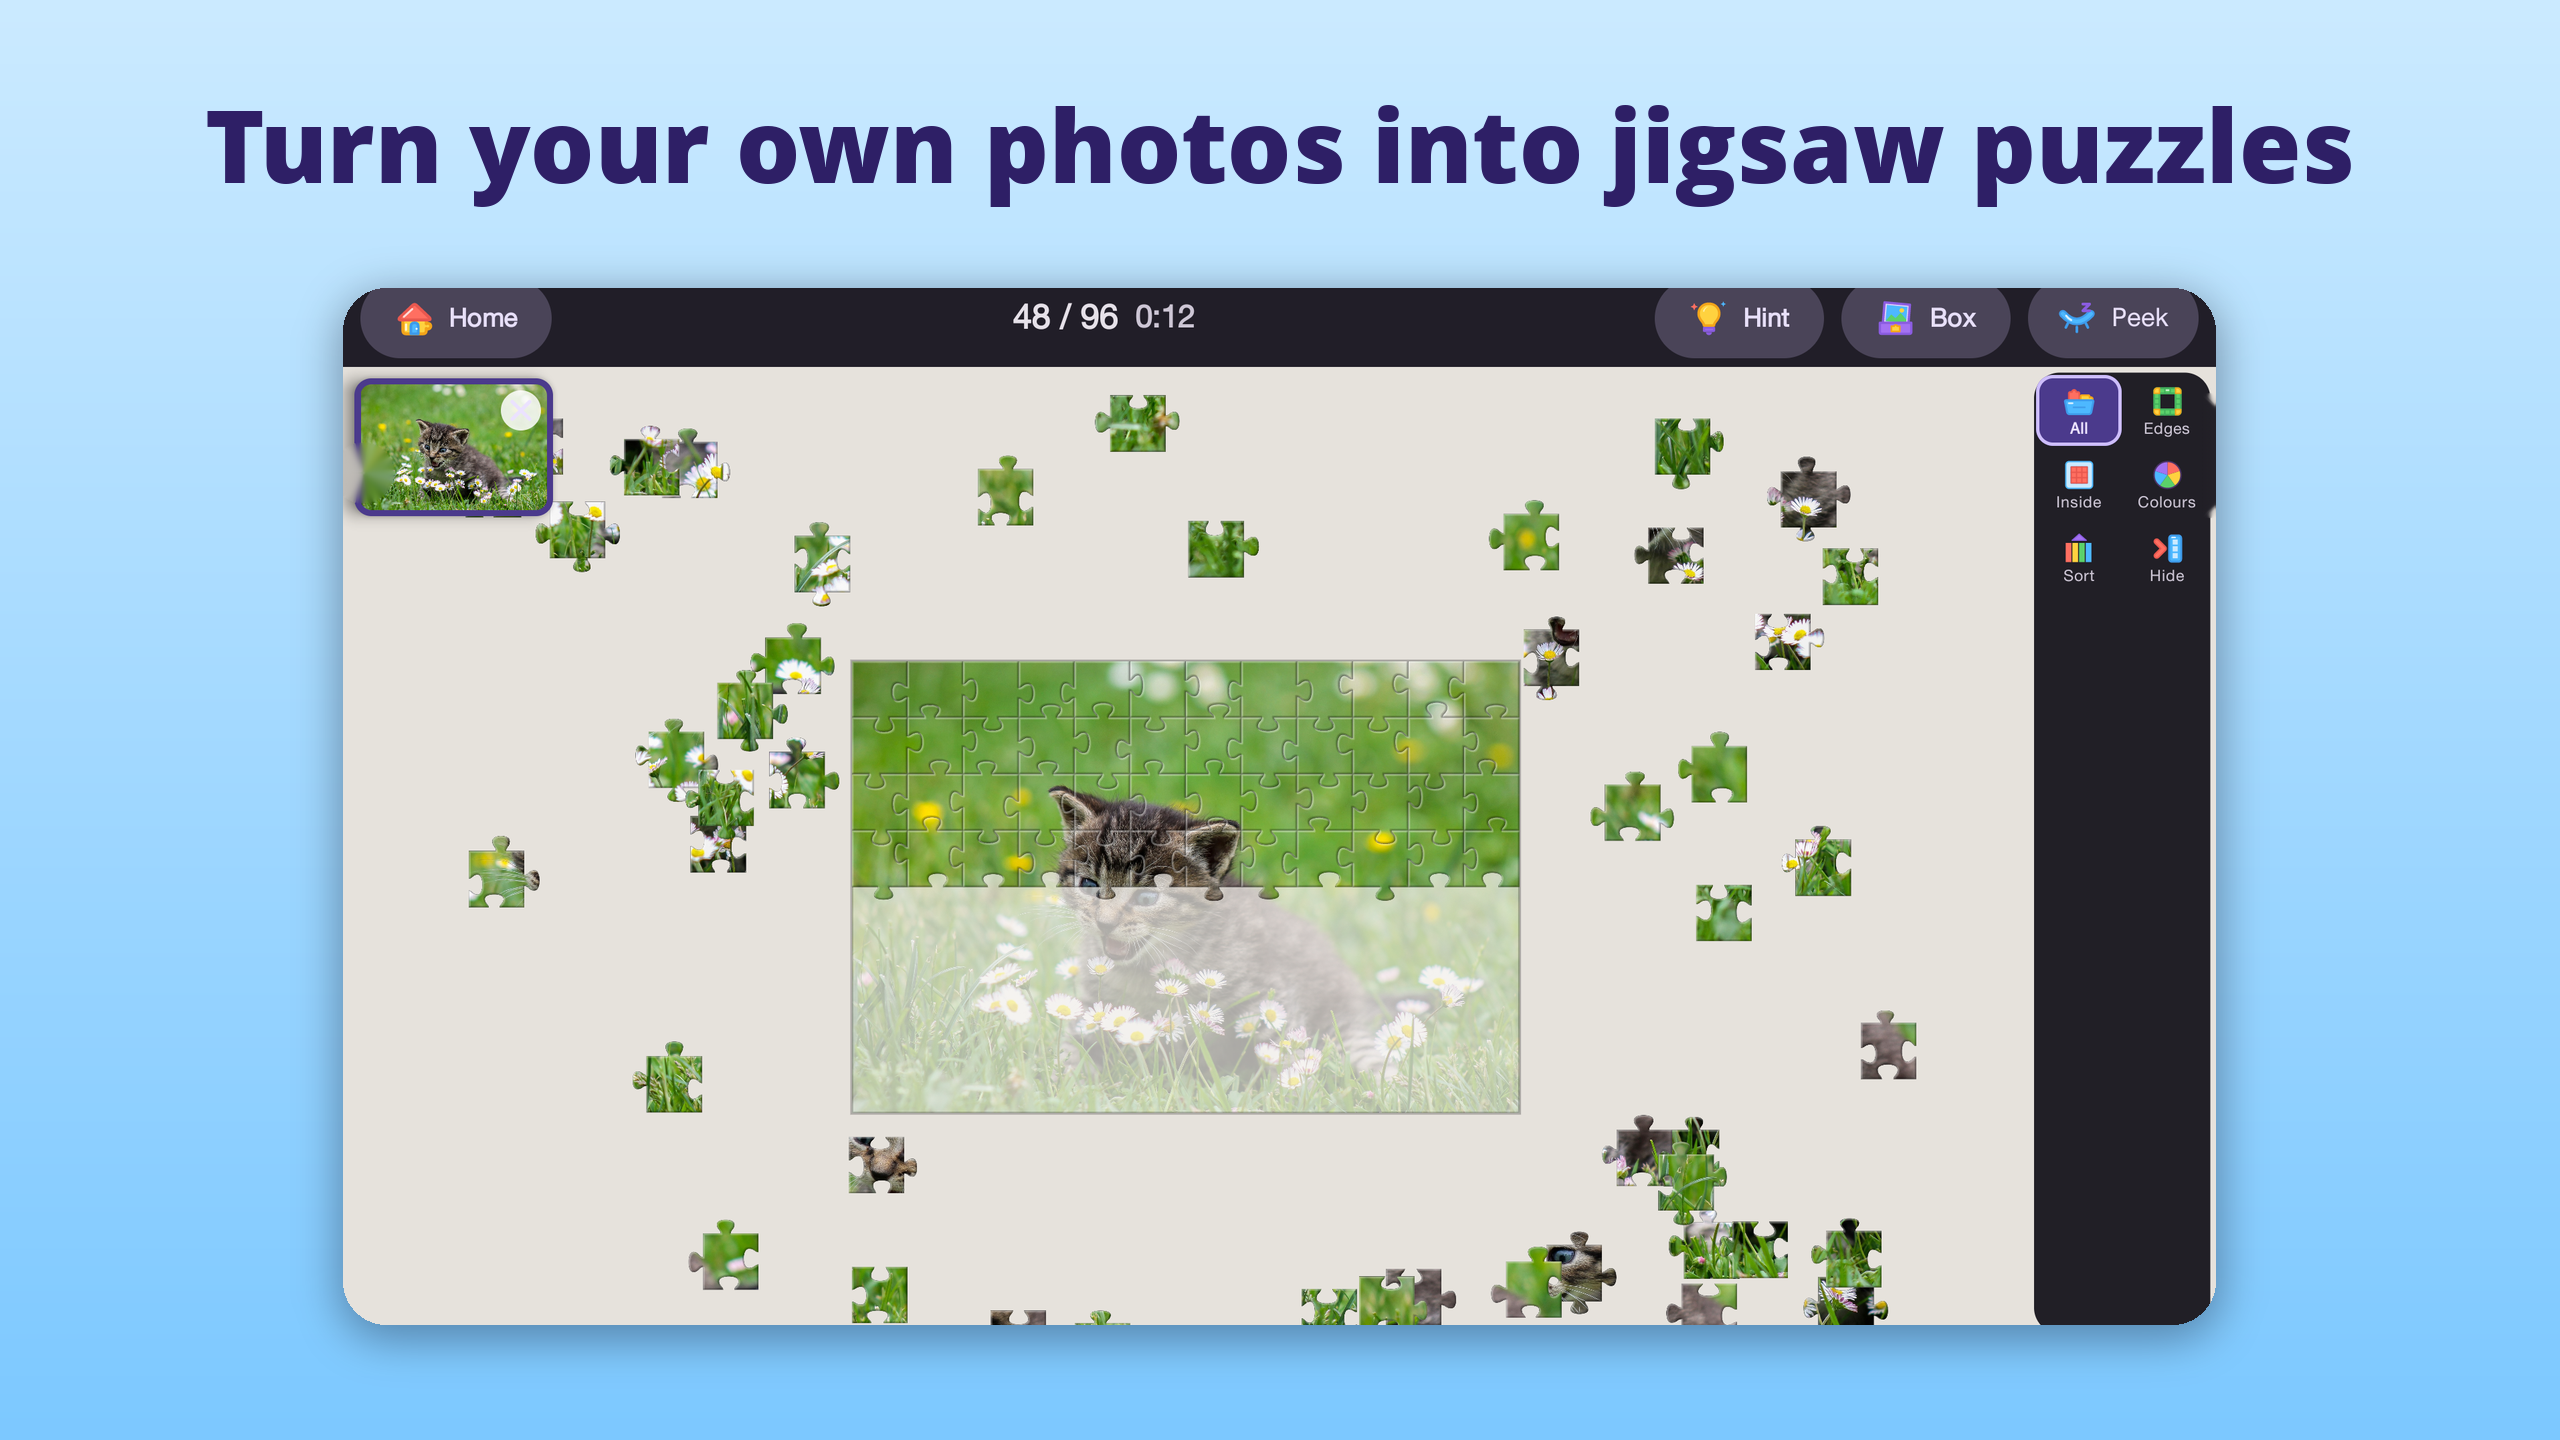 Turn your own photos into jigsaw puzzles
Home
48 / 96 0:12
Hint
Box
Peek
All
Edges
Inside
Colours
Sort
Hide